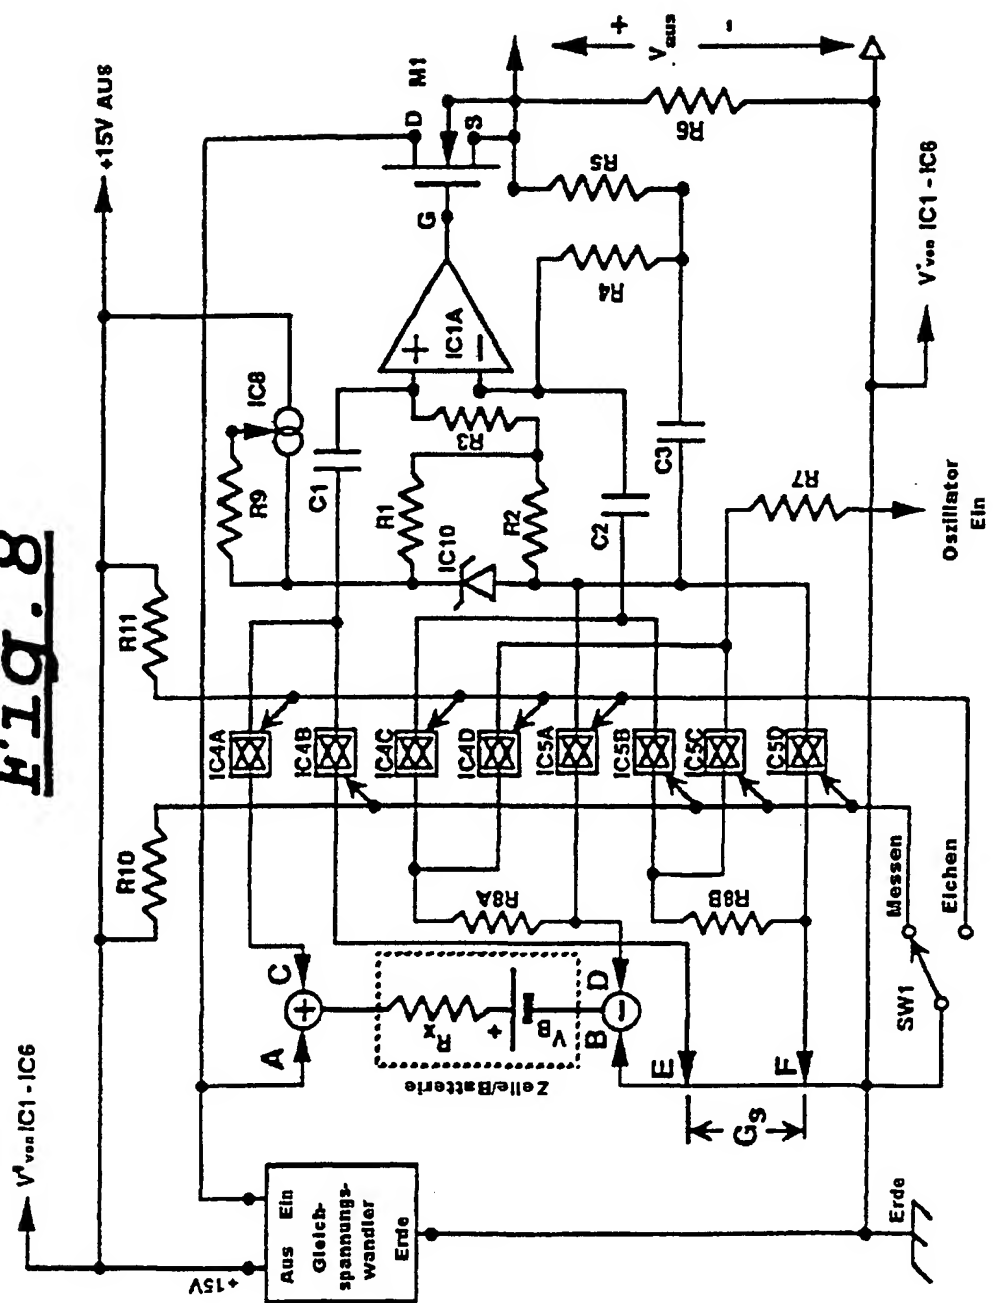 Fig. 8
+15V AUS
V⁺ von IC1 - IC6
R10
R11
R9
IC8
M1
D
S
G
+
V aus
-
R6
R5
R4
IC1A
+
−
R3
C1
R1
R2
IC10
C2
C3
R7
Oszillator
Ein
V⁻ von IC1 - IC6
IC4A
IC4B
IC4C
IC4D
IC5A
IC5B
IC5C
IC5D
R8A
R8B
A
C
+
Rx
+
VB
Zelle/Batterie
B
D
−
E
F
Gs
Messen
Eichen
SW1
+15V
Aus
Ein
Gleich-
spannungs-
wandler
Erde
Erde